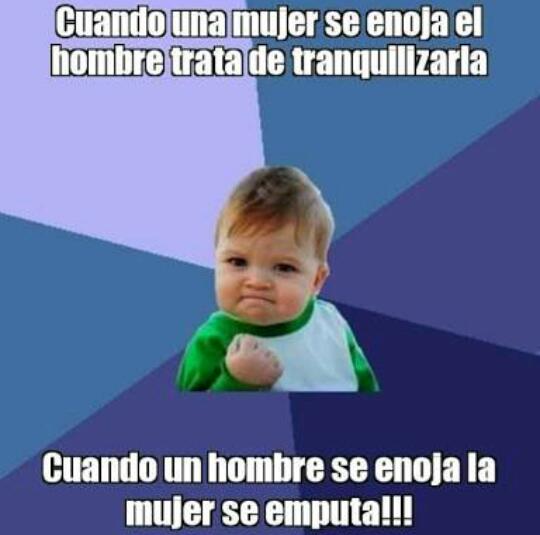 Cuando una mujer se enoja el
hombre trata de tranquilizarla
Cuando un hombre se enoja la
mujer se emputa!!!